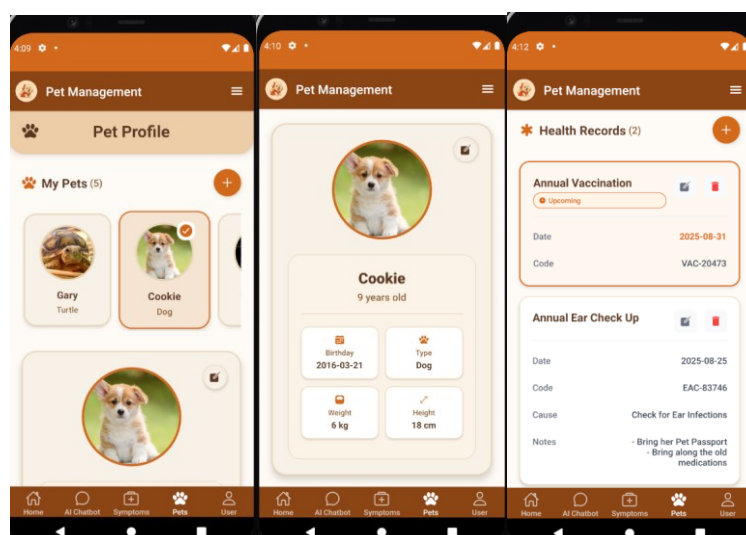 4:09
Pet Management
Pet Profile
My Pets (5)
Gary
Turtle
Cookie
Dog
Home
AI Chatbot
Symptoms
Pets
User
4:10
Pet Management
Cookie
9 years old
Birthday
2016-03-21
Type
Dog
Weight
6 kg
Height
18 cm
Home
AI Chatbot
Symptoms
Pets
User
4:12
Pet Management
Health Records (2)
Annual Vaccination
Upcoming
Date
2025-08-31
Code
VAC-20473
Annual Ear Check Up
Date
2025-08-25
Code
EAC-83746
Cause
Check for Ear Infections
Notes
- Bring her Pet Passport
- Bring along the old
medications
Home
AI Chatbot
Symptoms
Pets
User